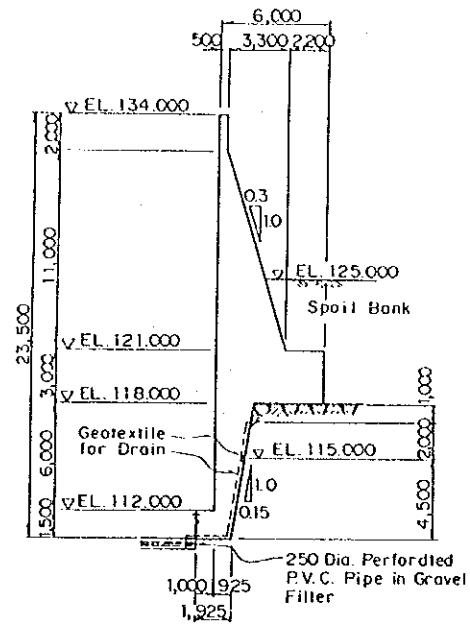 6,000
500 3,300 2,200
EL. 134.000
2,000
0.3
1.0
11,000
EL. 125.000
Spoil Bank
23,500
EL. 121.000
3,000
EL. 118.000
1,000
Geotextile
for Drain
2,000
EL. 115.000
6,000
1.0
0.15
4,500
EL. 112.000
1,500
250 Dia. Perfordted
P.V.C. Pipe in Gravel
Filler
1,000 925
1,925